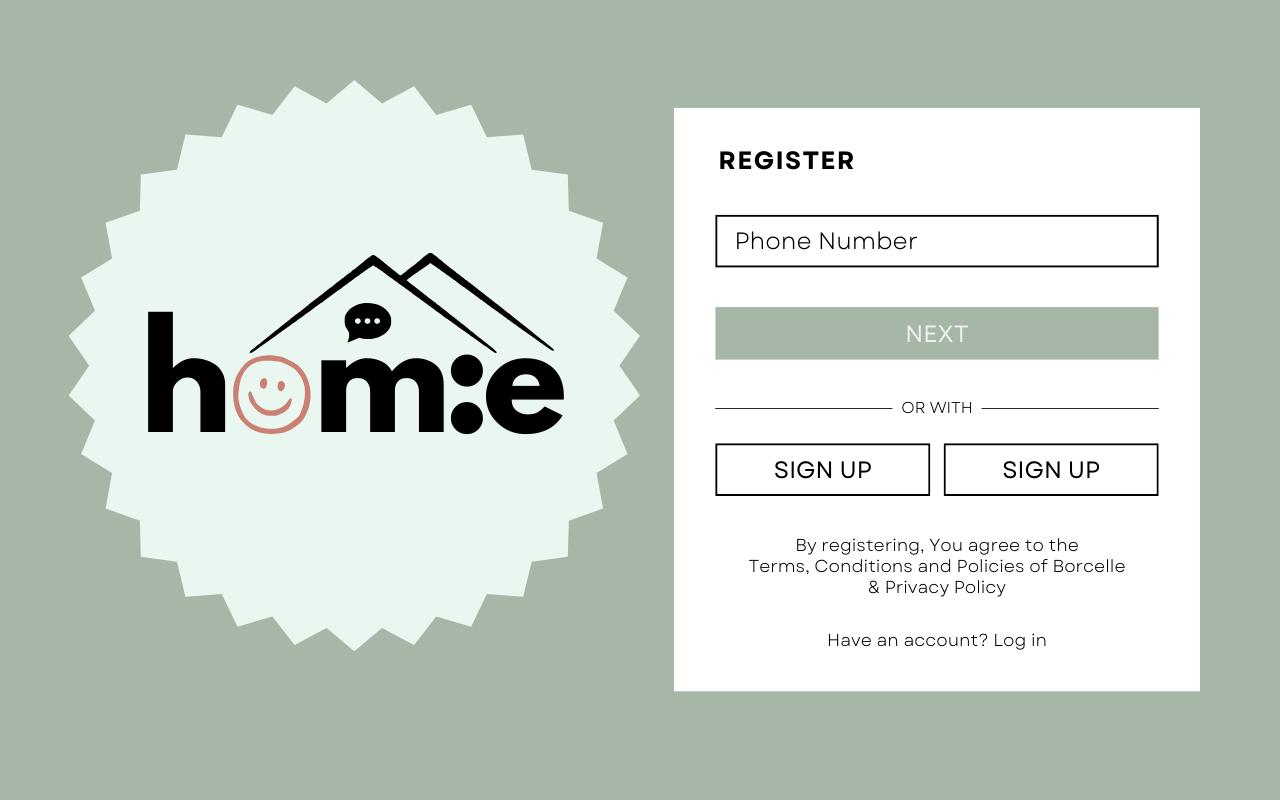 hom:e
REGISTER
Phone Number
NEXT
OR WITH
SIGN UP SIGN UP
By registering, You agree to the
Terms, Conditions and Policies of Borcelle
& Privacy Policy
Have an account? Log in